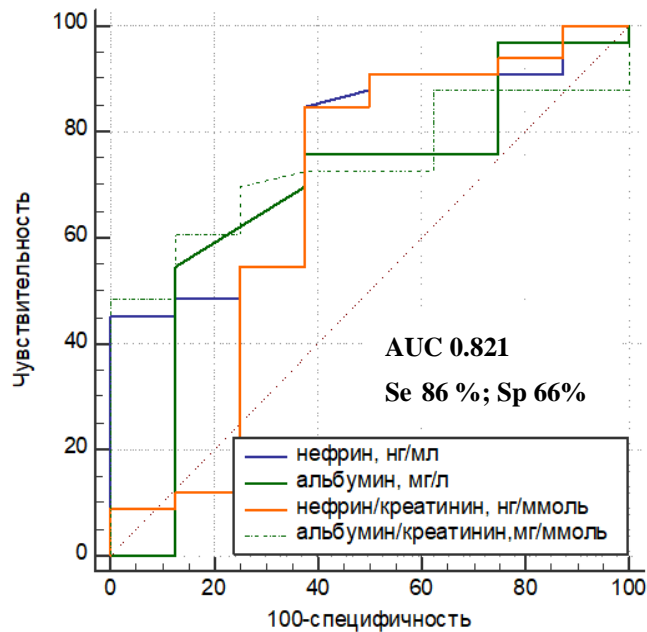 100
80
60
40
20
0
Чувствительность
AUC 0.821
Se 86 %; Sp 66%
нефрин, нг/мл
альбумин, мг/л
нефрин/креатинин, нг/ммоль
альбумин/креатинин,мг/ммоль
0 20 40 60 80 100
100-специфичность